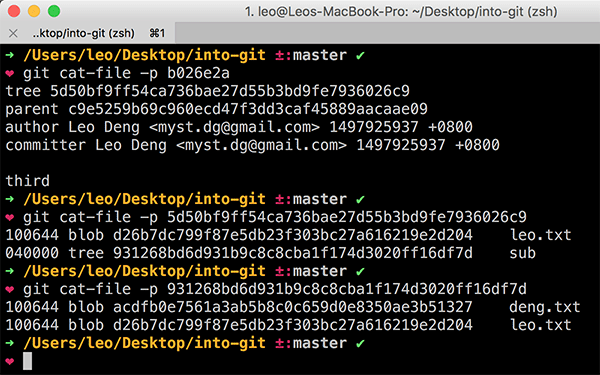 1. leo@Leos-MacBook-Pro: ~/Desktop/into-git (zsh)
× ..ktop/into-git (zsh) ⌘1
➜ /Users/leo/Desktop/into-git ±:master ✔
❤ git cat-file -p b026e2a
tree 5d50bf9ff54ca736bae27d55b3bd9fe7936026c9
parent c9e5259b69c960ecd47f3dd3caf45889aacaae09
author Leo Deng <myst.dg@gmail.com> 1497925937 +0800
committer Leo Deng <myst.dg@gmail.com> 1497925937 +0800
third
➜ /Users/leo/Desktop/into-git ±:master ✔
❤ git cat-file -p 5d50bf9ff54ca736bae27d55b3bd9fe7936026c9
100644 blob d26b7dc799f87e5db23f303bc27a616219e2d204 leo.txt
040000 tree 931268bd6d931b9c8c8cba1f174d3020ff16df7d sub
➜ /Users/leo/Desktop/into-git ±:master ✔
❤ git cat-file -p 931268bd6d931b9c8c8cba1f174d3020ff16df7d
100644 blob acdfb0e7561a3ab5b8c0c659d0e8350ae3b51327 deng.txt
100644 blob d26b7dc799f87e5db23f303bc27a616219e2d204 leo.txt
➜ /Users/leo/Desktop/into-git ±:master ✔
❤